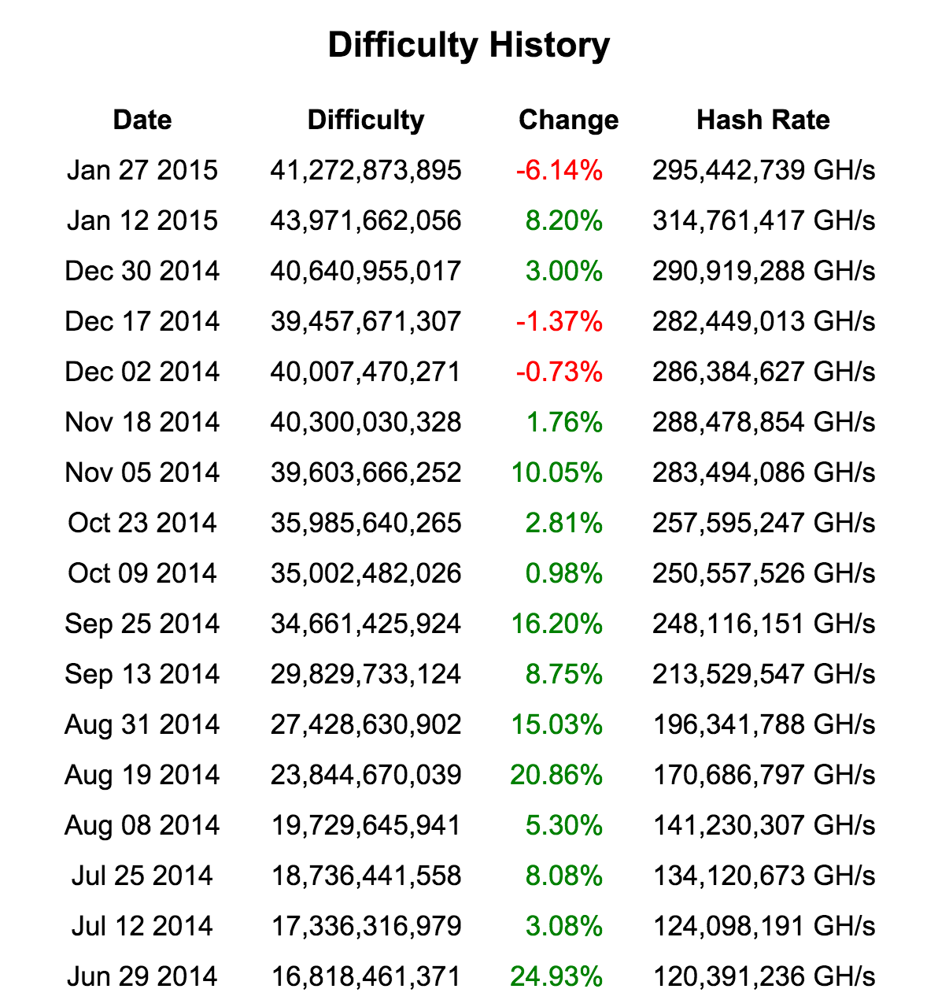 Difficulty History
Date Difficulty Change Hash Rate
Jan 27 2015 41,272,873,895 -6.14% 295,442,739 GH/s
Jan 12 2015 43,971,662,056 8.20% 314,761,417 GH/s
Dec 30 2014 40,640,955,017 3.00% 290,919,288 GH/s
Dec 17 2014 39,457,671,307 -1.37% 282,449,013 GH/s
Dec 02 2014 40,007,470,271 -0.73% 286,384,627 GH/s
Nov 18 2014 40,300,030,328 1.76% 288,478,854 GH/s
Nov 05 2014 39,603,666,252 10.05% 283,494,086 GH/s
Oct 23 2014 35,985,640,265 2.81% 257,595,247 GH/s
Oct 09 2014 35,002,482,026 0.98% 250,557,526 GH/s
Sep 25 2014 34,661,425,924 16.20% 248,116,151 GH/s
Sep 13 2014 29,829,733,124 8.75% 213,529,547 GH/s
Aug 31 2014 27,428,630,902 15.03% 196,341,788 GH/s
Aug 19 2014 23,844,670,039 20.86% 170,686,797 GH/s
Aug 08 2014 19,729,645,941 5.30% 141,230,307 GH/s
Jul 25 2014 18,736,441,558 8.08% 134,120,673 GH/s
Jul 12 2014 17,336,316,979 3.08% 124,098,191 GH/s
Jun 29 2014 16,818,461,371 24.93% 120,391,236 GH/s